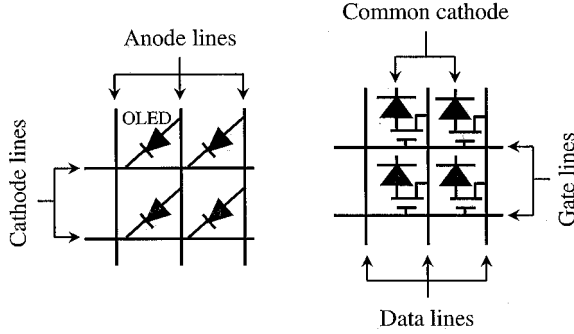 Anode lines
OLED
Cathode lines
Common cathode
Gate lines
Data lines